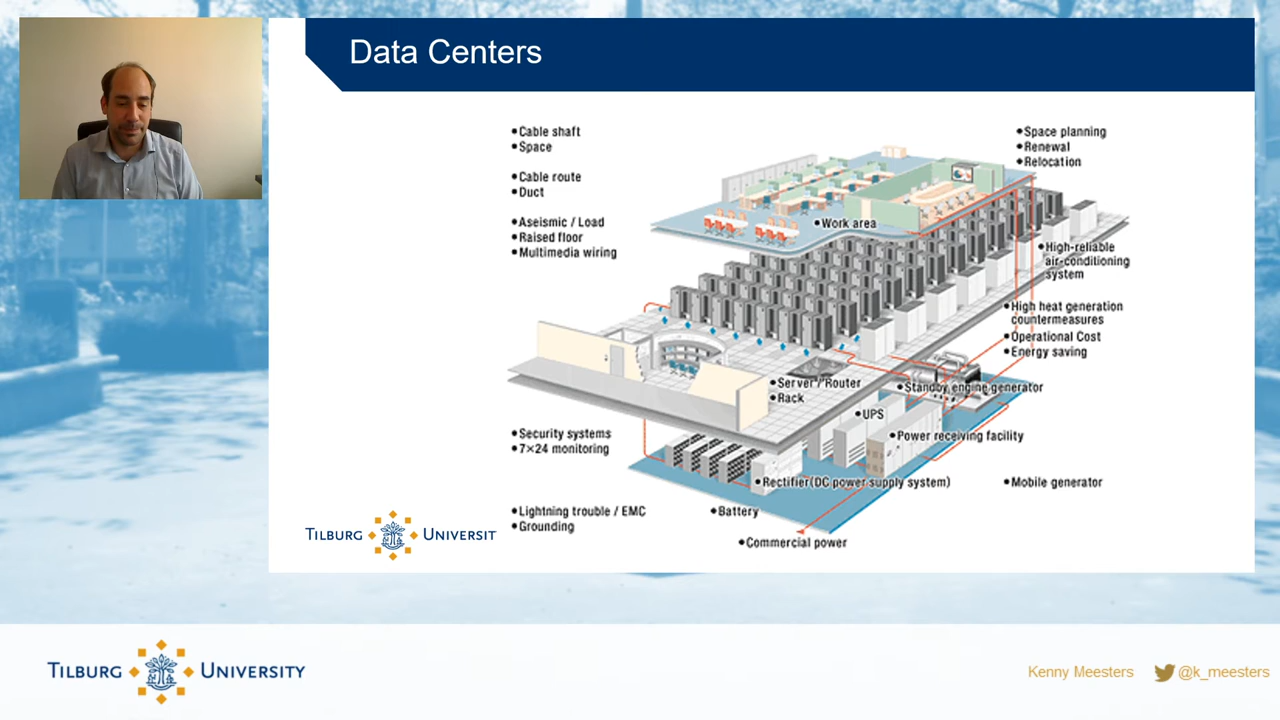 Data Centers
•Cable shaft
•Space
•Cable route
•Duct
•Aseismic / Load
•Raised floor
•Multimedia wiring
•Space planning
•Renewal
•Relocation
•Work area
•High-reliable
air-conditioning
system
•High heat generation
countermeasures
•Operational Cost
•Energy saving
•Server / Router
•Rack
•Standby engine generator
•UPS
•Power receiving facility
•Security systems
•7×24 monitoring
•Rectifier(DC power supply system)
•Mobile generator
•Lightning trouble / EMC
•Grounding
•Battery
•Commercial power
TILBURG UNIVERSIT
TILBURG UNIVERSITY
Kenny Meesters @k_meesters